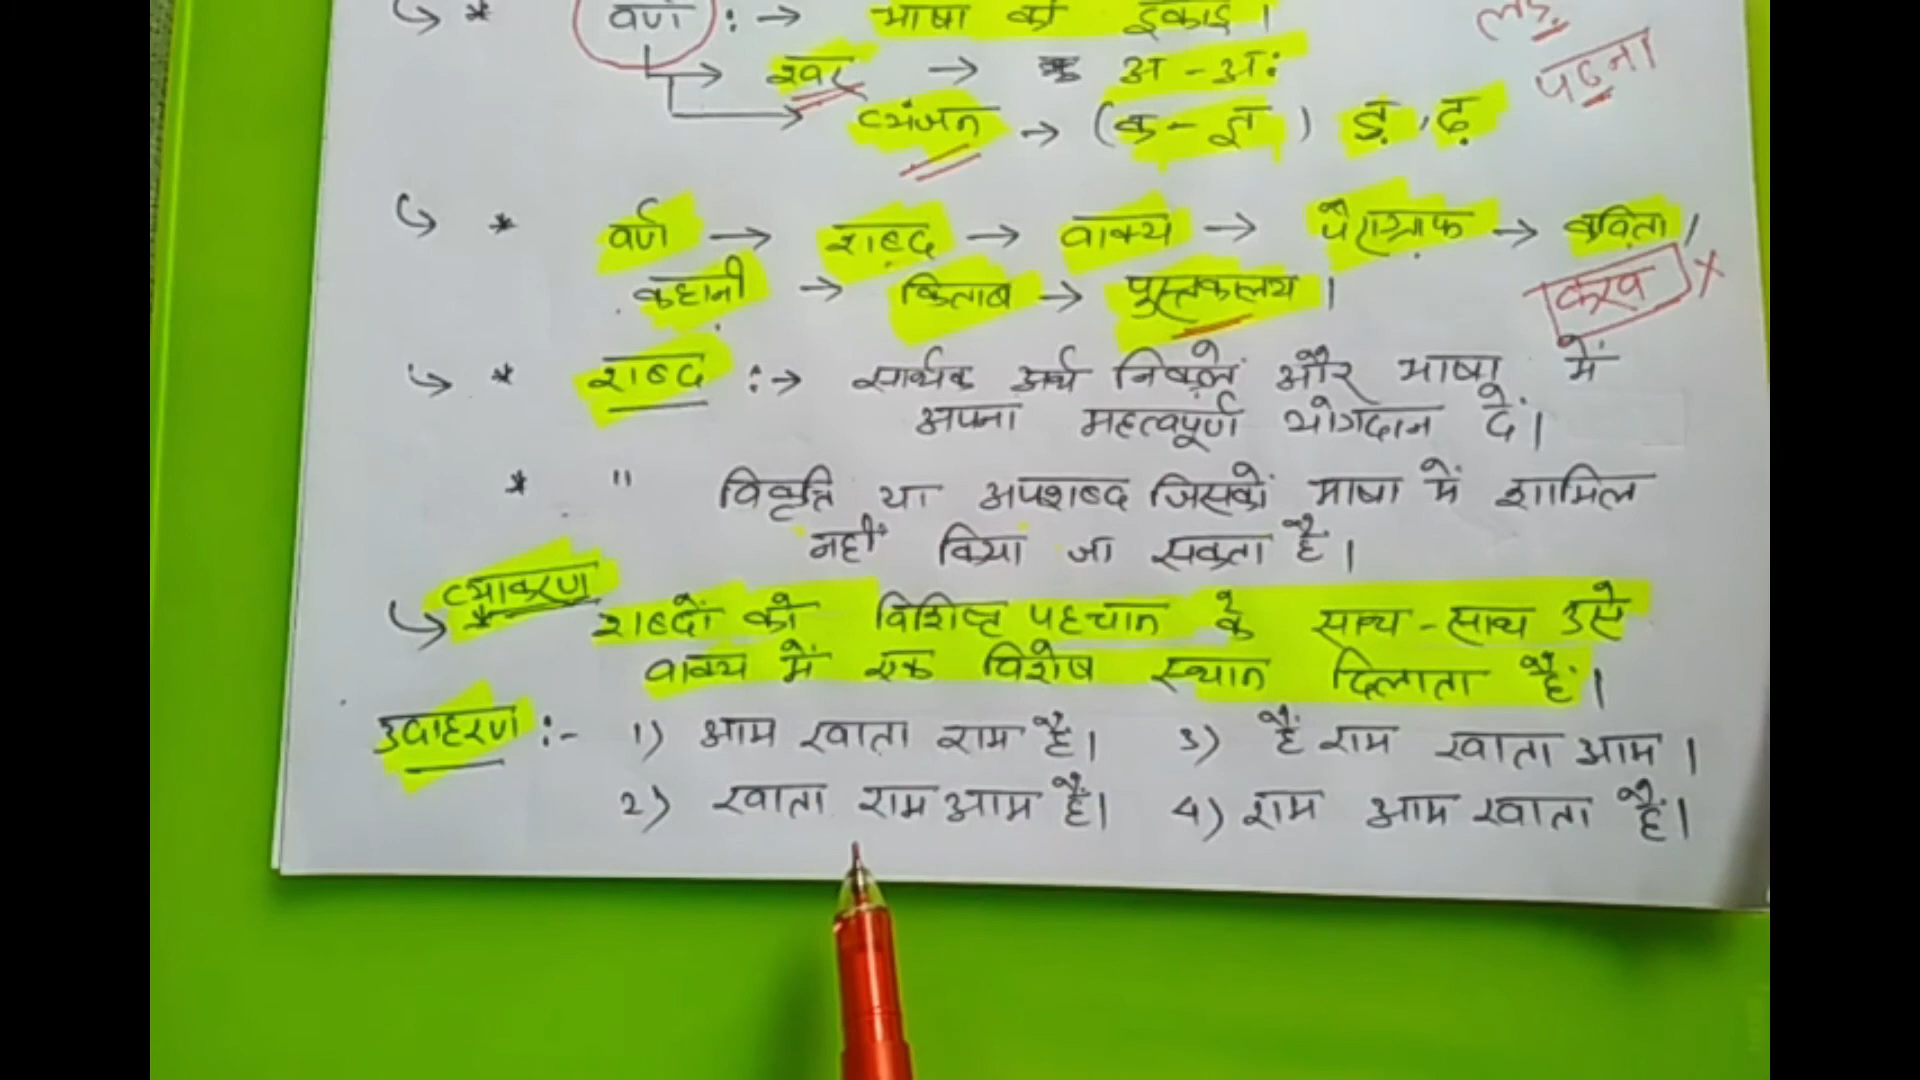 * वर्ण :→ भाषा की इकाई।
→ स्वर → अ - अः
→ व्यंजन → (क - ज्ञ) ड़, ढ़
पढ़ना
* वर्ण → शब्द → वाक्य → पैराग्राफ → कविता,
कहानी → किताब → पुस्तकालय।
करव x
* शब्द :→ सार्थक अर्थ निकले और भाषा में
अपना महत्वपूर्ण योगदान दें।
* " विकृति या अपशब्द जिसको भाषा में शामिल
नहीं किया जा सकता है।
व्याकरण
* शब्दों को विशिष्ट पहचान के साथ-साथ उसे
वाक्य में एक विशेष स्थान दिलाता है।
उदाहरण :- 1) आम खाता राम है। 3) है राम खाता आम।
2) खाता राम आम है। 4) राम आम खाता है।